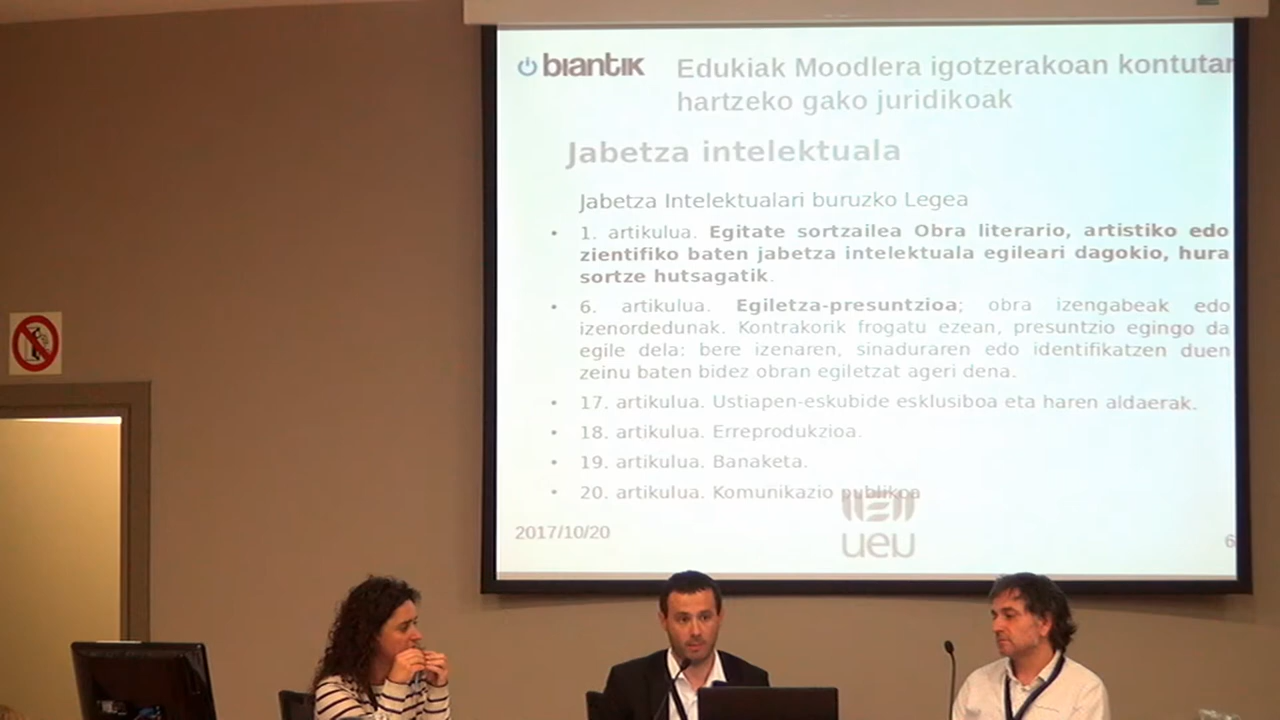 biantik
Edukiak Moodlera igotzerakoan kontutan
hartzeko gako juridikoak
Jabetza intelektuala
Jabetza Intelektualari buruzko Legea
• 1. artikulua. Egitate sortzailea Obra literario, artistiko edo
zientifiko baten jabetza intelektuala egileari dagokio, hura
sortze hutsagatik.
• 6. artikulua. Egiletza-presuntzioa; obra izengabeak edo
izenordedunak. Kontrakorik frogatu ezean, presuntzio egingo da
egile dela: bere izenaren, sinaduraren edo identifikatzen duen
zeinu baten bidez obran egiletzat ageri dena.
• 17. artikulua. Ustiapen-eskubide esklusiboa eta haren aldaerak.
• 18. artikulua. Erreprodukzioa.
• 19. artikulua. Banaketa.
• 20. artikulua. Komunikazio publikoa
2017/10/20
ueu
6